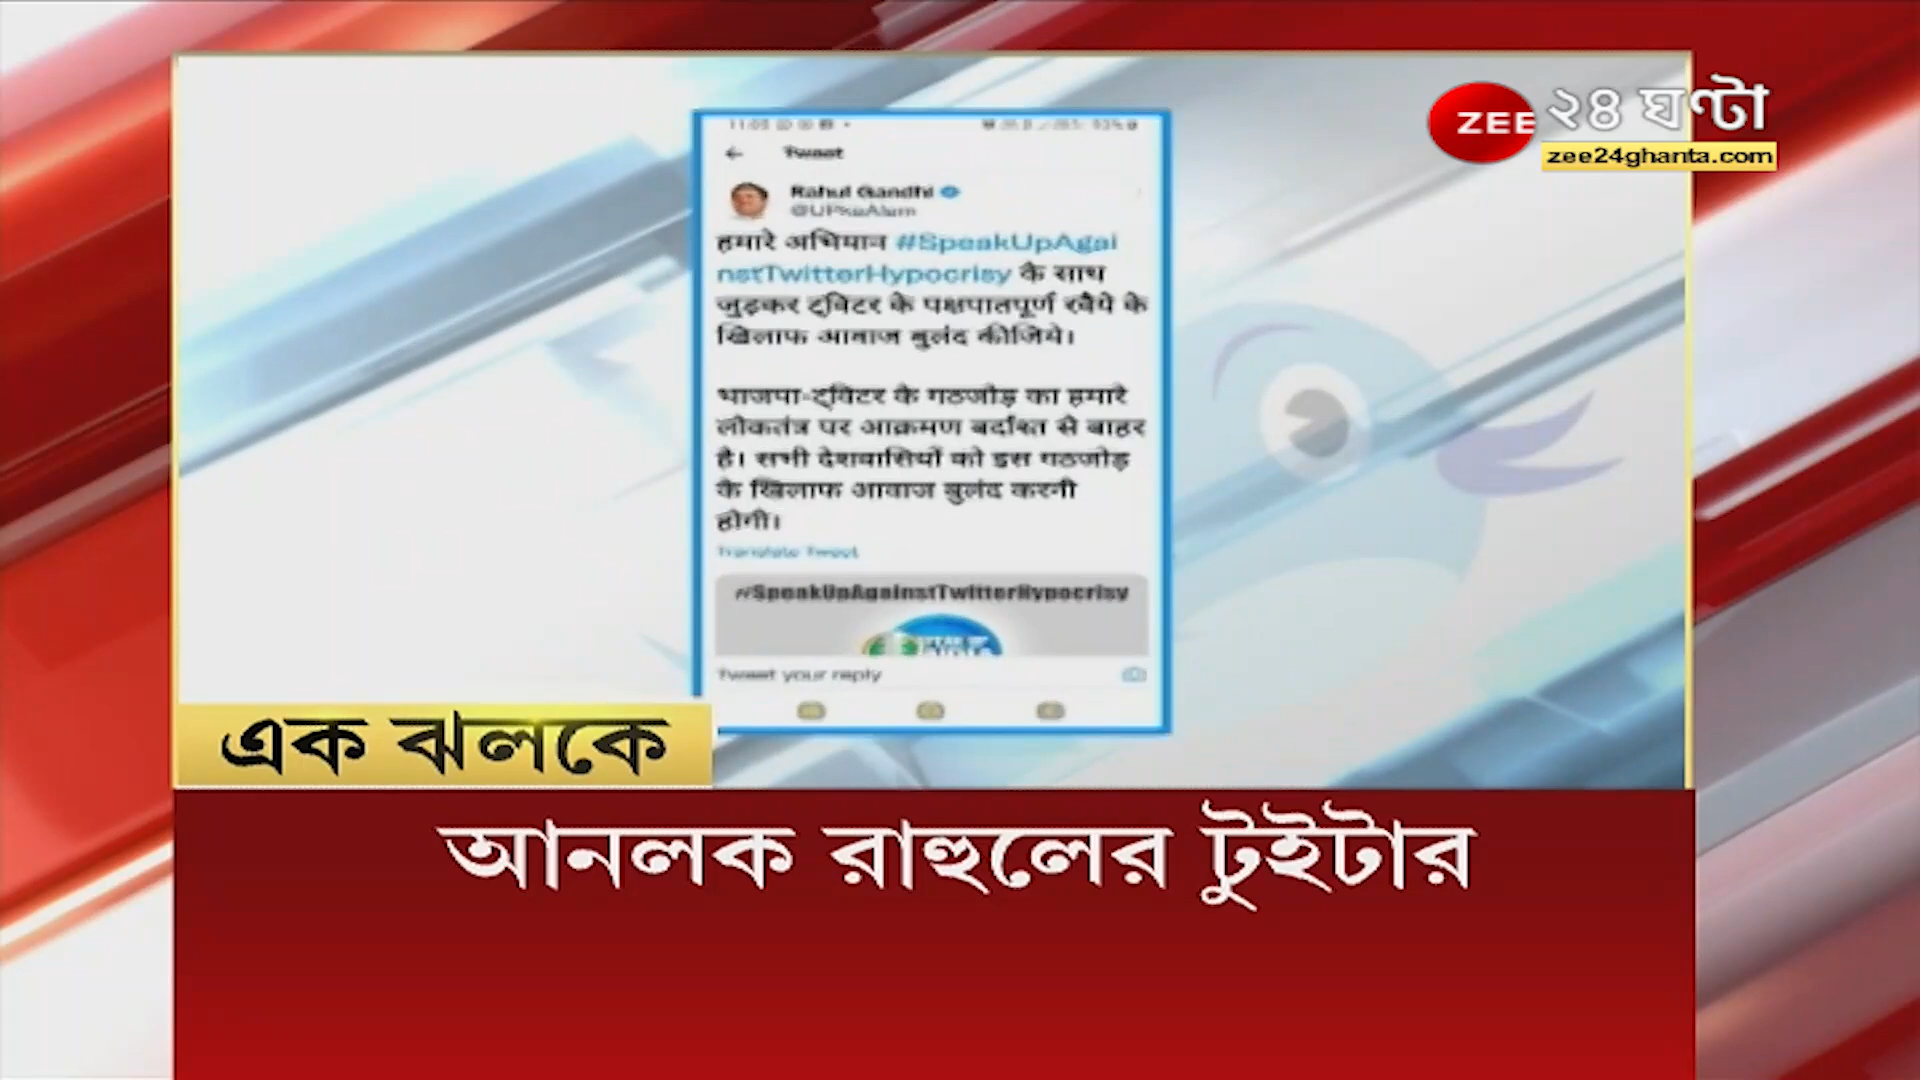 ZEE ২৪ ঘণ্টা
zee24ghanta.com
Tweet
Rahul Gandhi
@UPkaAlam
हमारे अभियान #SpeakUpAgai
nstTwitterHypocrisy के साथ
जुड़कर ट्विटर के पक्षपातपूर्ण रवैये के
खिलाफ आवाज बुलंद कीजिये।
भाजपा-ट्विटर के गठजोड़ का हमारे
लोकतंत्र पर आक्रमण बर्दाश्त से बाहर
है। सभी देशवासियों को इस गठजोड़
के खिलाफ आवाज बुलंद करनी
होगी।
Translate Tweet
#SpeakUpAgainstTwitterHypocrisy
Tweet your reply
এক ঝলকে
আনলক রাহুলের টুইটার